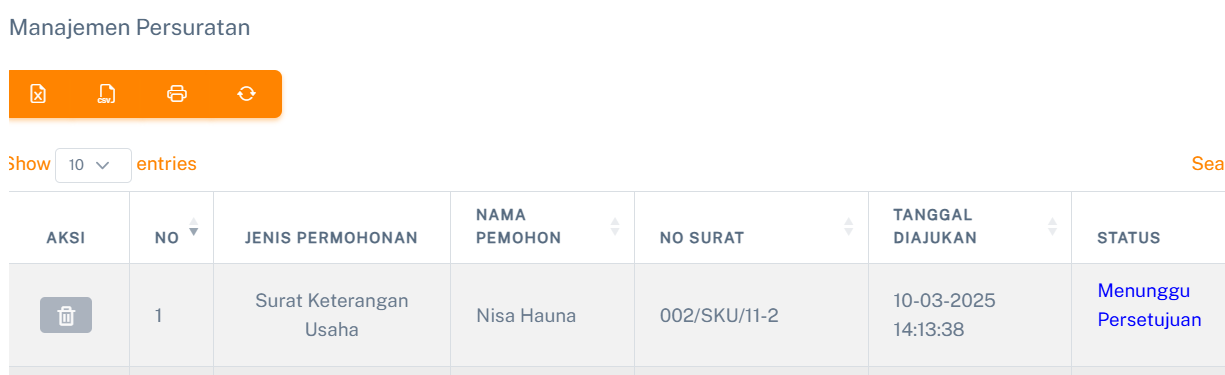 Manajemen Persuratan
CSV
Show 10 entries
Sea
AKSI
NO
JENIS PERMOHONAN
NAMA
PEMOHON
NO SURAT
TANGGAL
DIAJUKAN
STATUS
1
Surat Keterangan
Usaha
Nisa Hauna
002/SKU/11-2
10-03-2025
14:13:38
Menunggu
Persetujuan